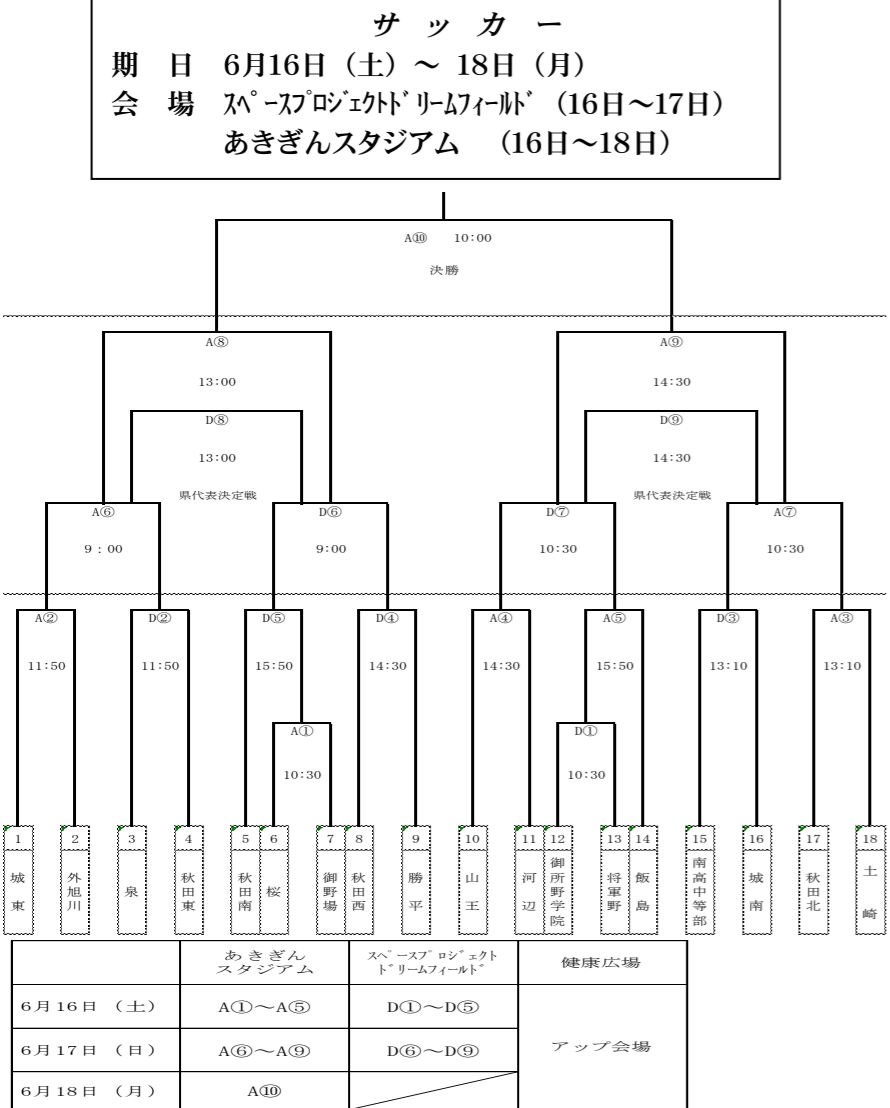 サッカー
期　日　6月16日（土）～ 18日（月）
会　場　ｽﾍﾟｰｽﾌﾟﾛｼﾞｪｸﾄﾄﾞﾘｰﾑﾌｨｰﾙﾄﾞ（16日～17日）
あきぎんスタジアム　（16日～18日）
A⑩　10:00
決勝
A⑧　A⑨
13:00　14:30
D⑧　D⑨
13:00　14:30
県代表決定戦　県代表決定戦
A⑥　D⑥　D⑦　A⑦
9：00　9:00　10:30　10:30
A②　D②　D⑤　D④　A④　A⑤　D③　A③
11:50　11:50　15:50　14:30　14:30　15:50　13:10　13:10
A①　D①
10:30　10:30
1　2　3　4　5　6　7　8　9　10　11　12　13　14　15　16　17　18
城東
外旭川
泉
秋田東
秋田南
桜
御野場
秋田西
勝平
山王
河辺
御所野学院
将軍野
飯島
南高中等部
城南
秋田北
土崎
あきぎん
スタジアム
ｽﾍﾟｰｽﾌﾟﾛｼﾞｪｸﾄ
ﾄﾞﾘｰﾑﾌｨｰﾙﾄﾞ
健康広場
6月16日　（土）　A①～A⑤　D①～D⑤
6月17日　（日）　A⑥～A⑨　D⑥～D⑨　アップ会場
6月18日　（月）　A⑩